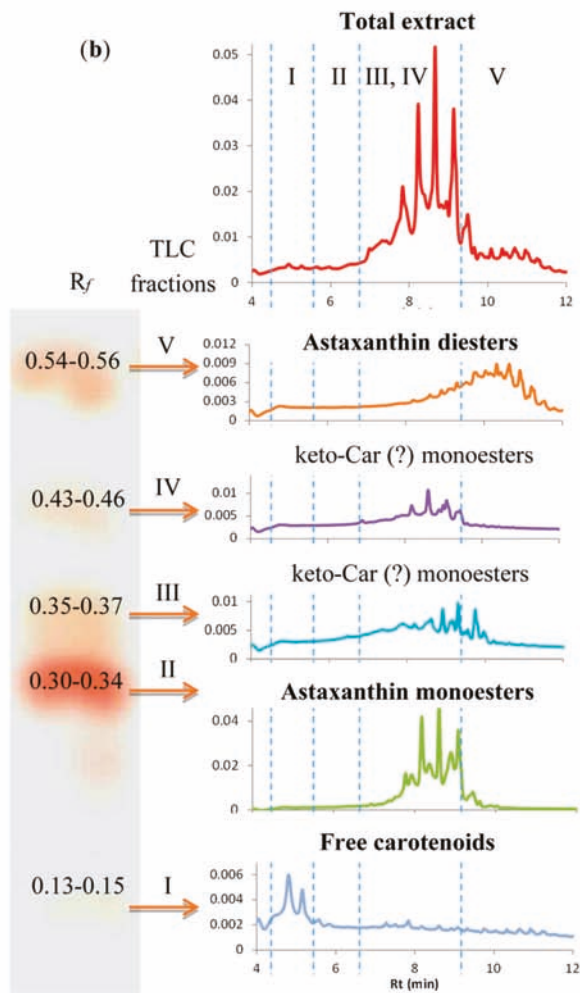 (b)
Total extract
0.05
0.04
0.03
0.02
0.01
0
I II III, IV V
4 6 8 10 12
Rf
TLC
fractions
0.54-0.56
V
Astaxanthin diesters
0.012
0.009
0.006
0.003
0
0.43-0.46
IV
keto-Car (?) monoesters
0.01
0.005
0
0.35-0.37
III
keto-Car (?) monoesters
0.01
0.005
0
0.30-0.34
II
Astaxanthin monoesters
0.04
0.02
0
0.13-0.15
I
Free carotenoids
0.006
0.004
0.002
0
4 6 8 10 12
Rt (min)